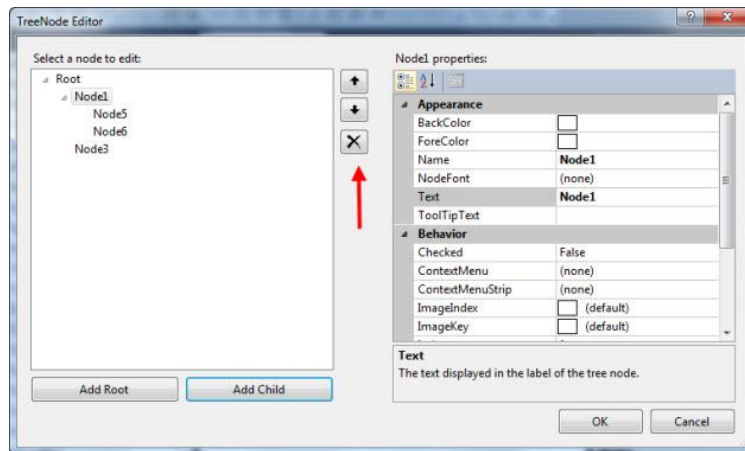 TreeNode Editor
Select a node to edit:
Root
Node1
Node5
Node6
Node3
Add Root
Add Child
Node1 properties:
Appearance
BackColor
ForeColor
Name Node1
NodeFont (none)
Text Node1
ToolTipText
Behavior
Checked False
ContextMenu (none)
ContextMenuStrip (none)
ImageIndex (default)
ImageKey (default)
Text
The text displayed in the label of the tree node.
OK
Cancel